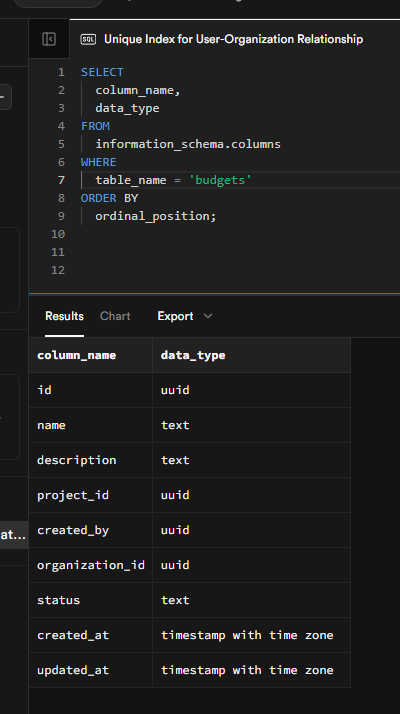 SQL Unique Index for User-Organization Relationship
1 SELECT
2 column_name,
3 data_type
4 FROM
5 information_schema.columns
6 WHERE
7 table_name = 'budgets'
8 ORDER BY
9 ordinal_position;
10
11
12
Results Chart Export
column_name data_type
id uuid
name text
description text
project_id uuid
created_by uuid
organization_id uuid
at...
status text
created_at timestamp with time zone
updated_at timestamp with time zone